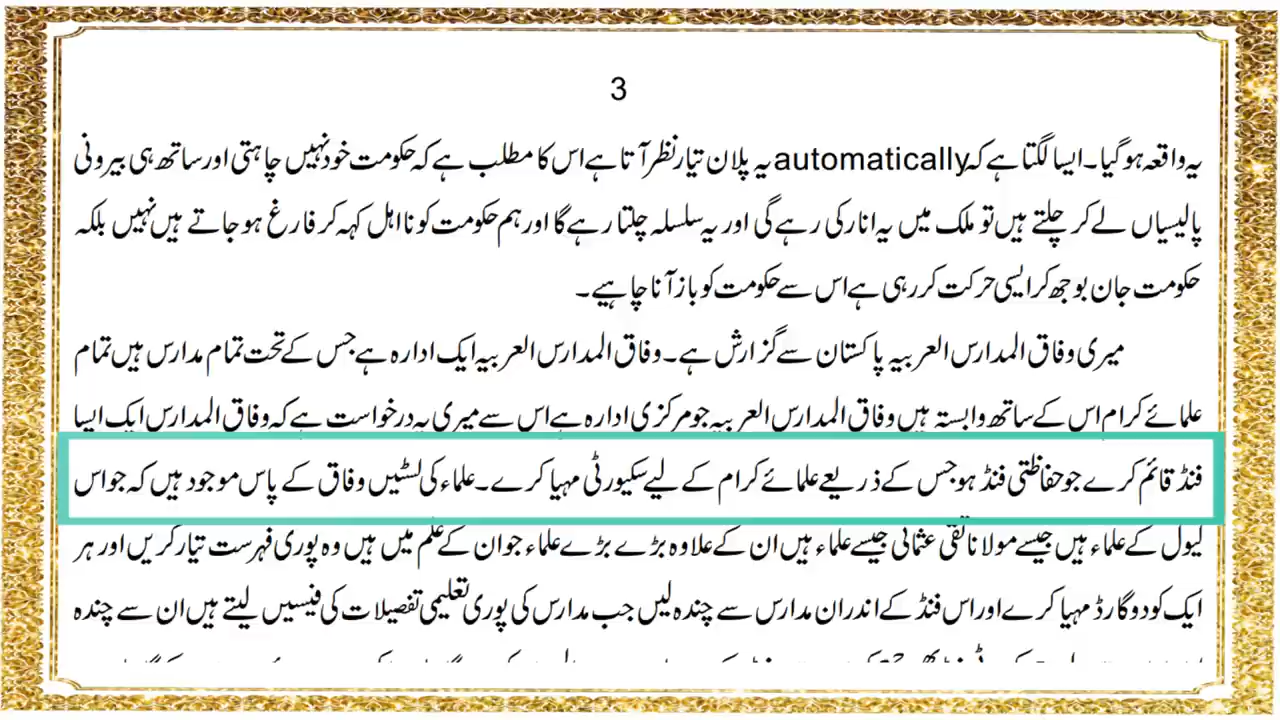 3
یہ واقعہ ہو گیا۔ ایسا لگتا ہے کہ automatically یہ پلان تیار نظر آتا ہے اس کا مطلب ہے کہ حکومت خود نہیں چاہتی اور ساتھ ہی بیرونی
پالیسیاں لے کر چلتے ہیں تو ملک میں یہ انارکی رہے گی اور یہ سلسلہ چلتا رہے گا اور ہم حکومت کو نا اہل کہہ کر فارغ ہو جاتے ہیں نہیں بلکہ
حکومت جان بوجھ کر ایسی حرکت کر رہی ہے اس سے حکومت کو باز آنا چاہیے۔
میری وفاق المدارس العربیہ پاکستان سے گزارش ہے۔ وفاق المدارس العربیہ ایک ادارہ ہے جس کے تحت تمام مدارس ہیں تمام
علمائے کرام اس کے ساتھ وابستہ ہیں وفاق المدارس العربیہ جو مرکزی ادارہ ہے اس سے میری یہ درخواست ہے کہ وفاق المدارس ایک ایسا
فنڈ قائم کرے جو حفاظتی فنڈ ہو جس کے ذریعے علمائے کرام کے لیے سکیورٹی مہیا کرے۔ علماء کی لسٹیں وفاق کے پاس موجود ہیں کہ جو اس
لیول کے علماء ہیں جیسے مولانا تقی عثمانی جیسے علماء ہیں ان کے علاوہ بڑے بڑے علماء جو ان کے علم میں ہیں وہ پوری فہرست تیار کریں اور ہر
ایک کو دو گارڈ مہیا کرے اور اس فنڈ کے اندر ان مدارس سے چندہ لیں جب مدارس کی پوری تعلیمی تفصیلات کی فیسیں لیتے ہیں ان سے چندہ